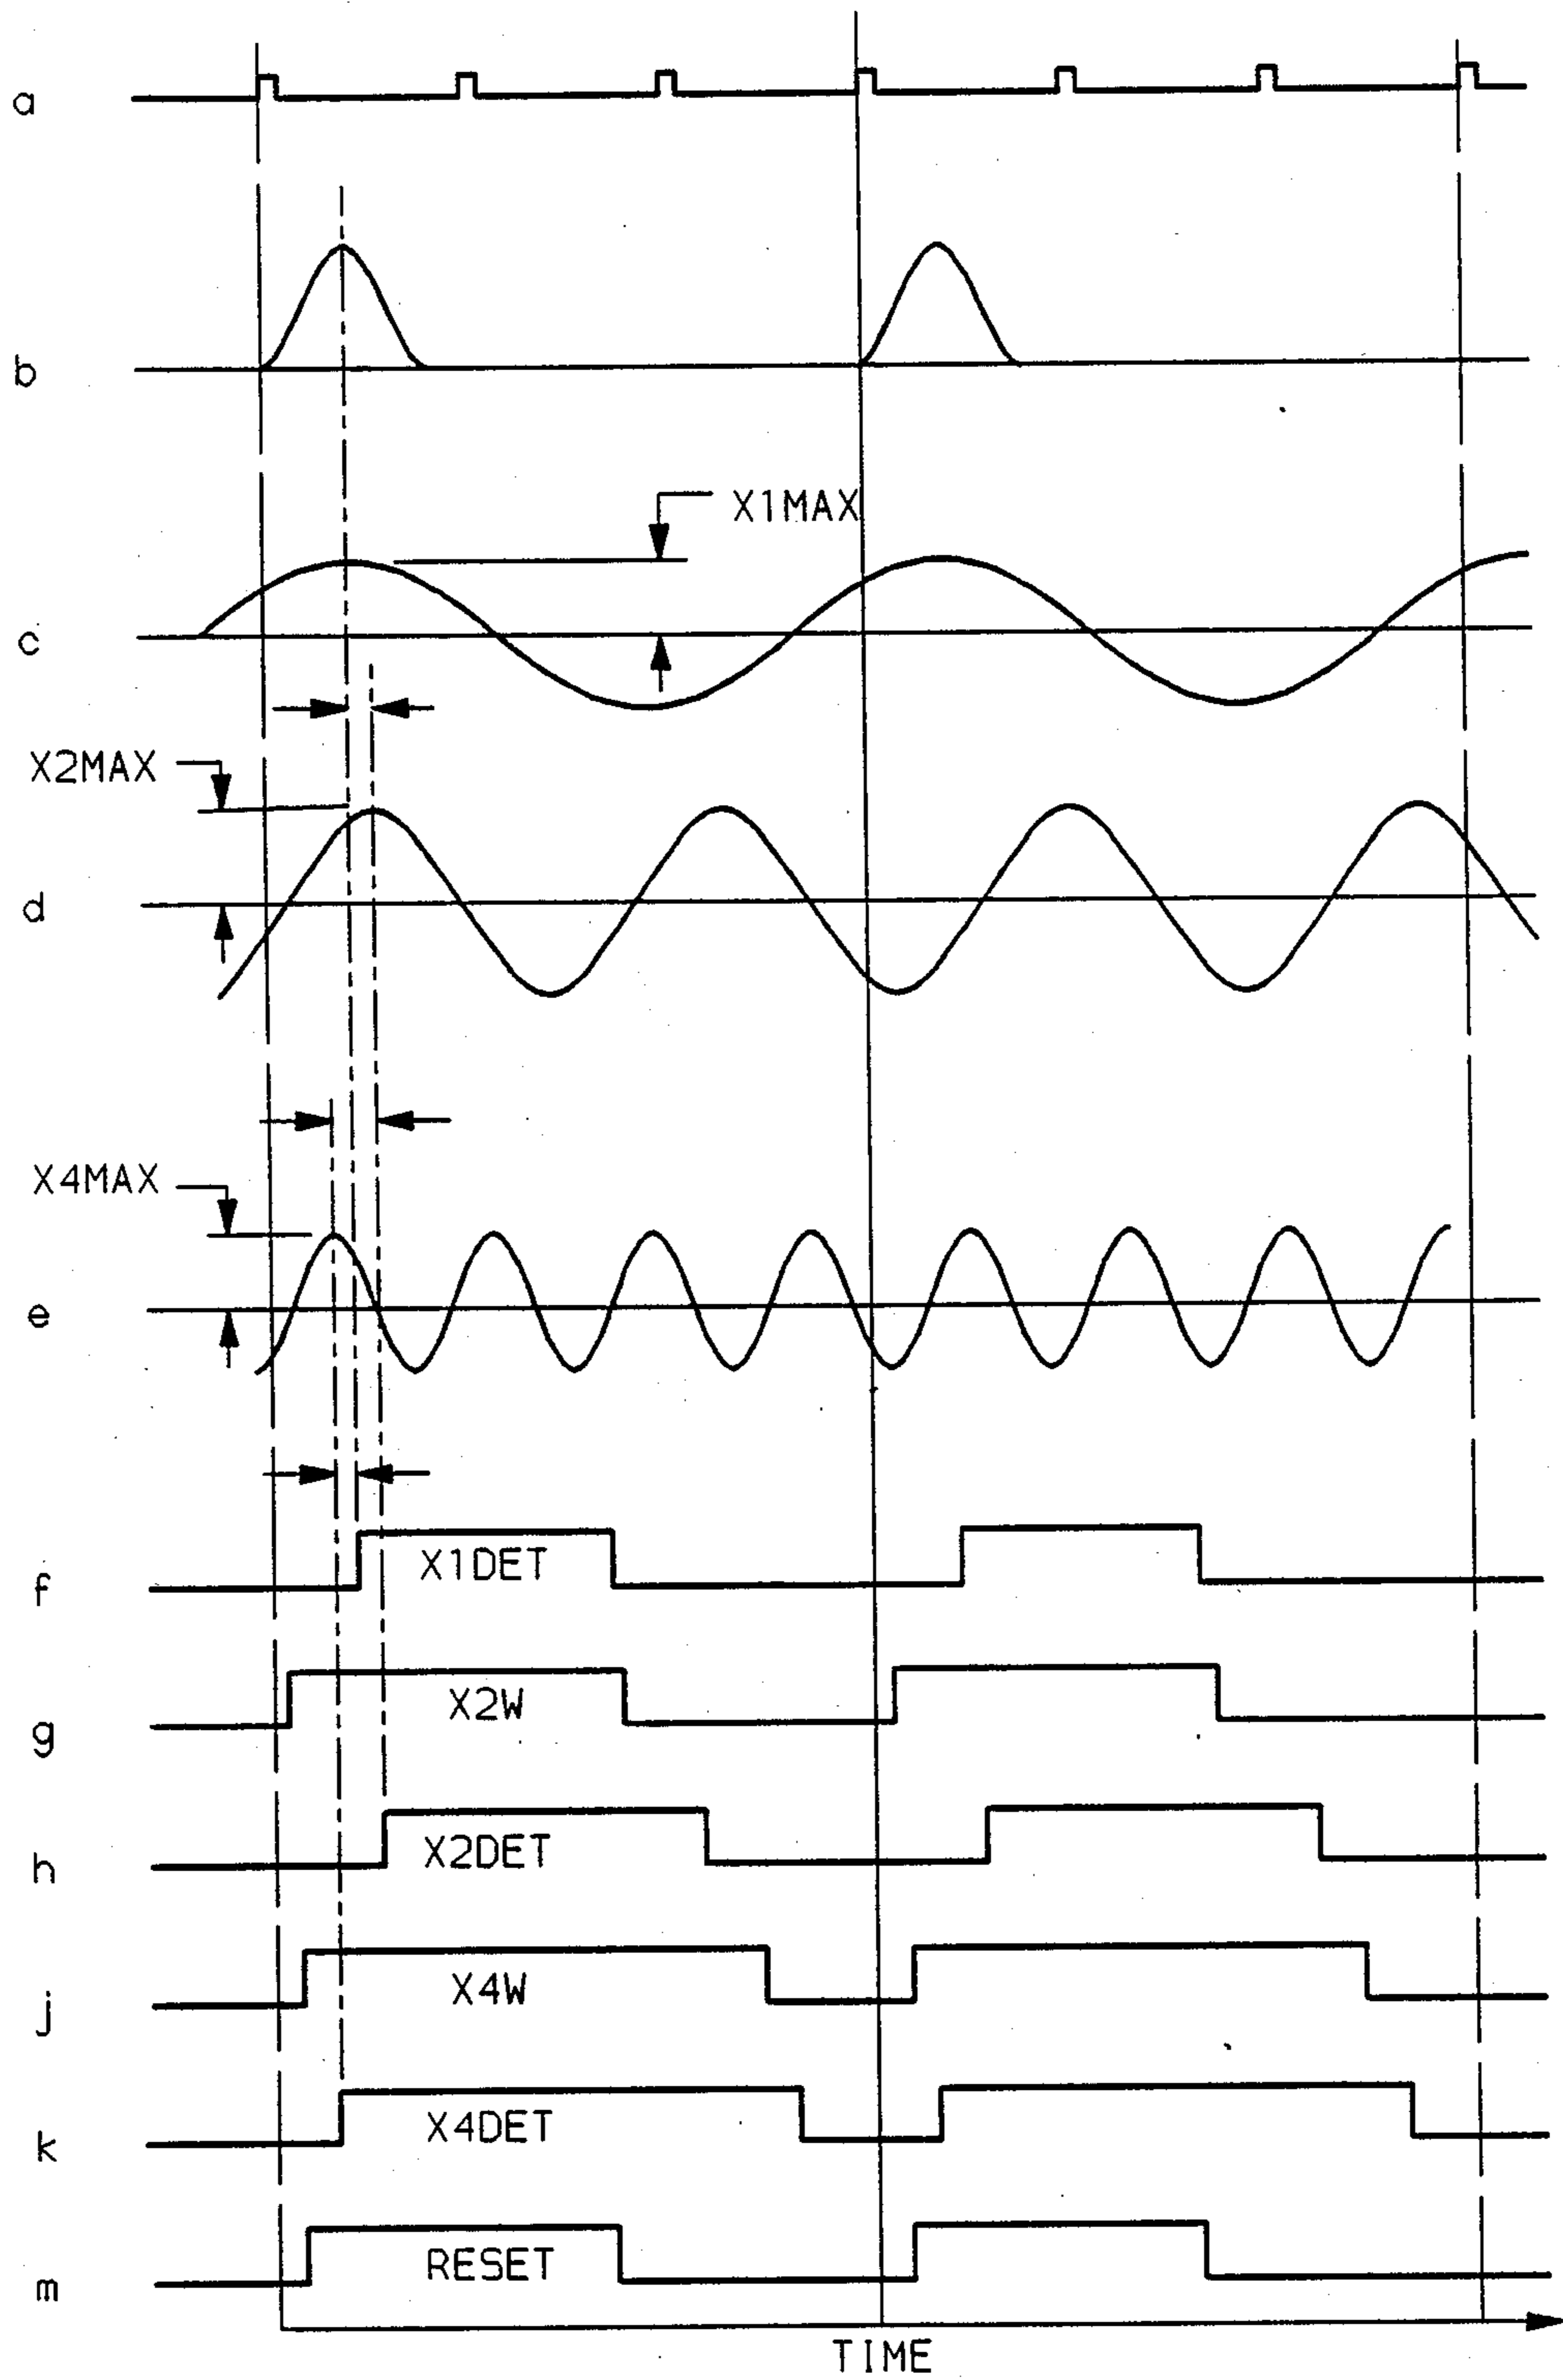 a
b
X1MAX
c
X2MAX
d
X4MAX
e
X1DET
f
X2W
g
X2DET
h
X4W
j
X4DET
k
RESET
m
TIME